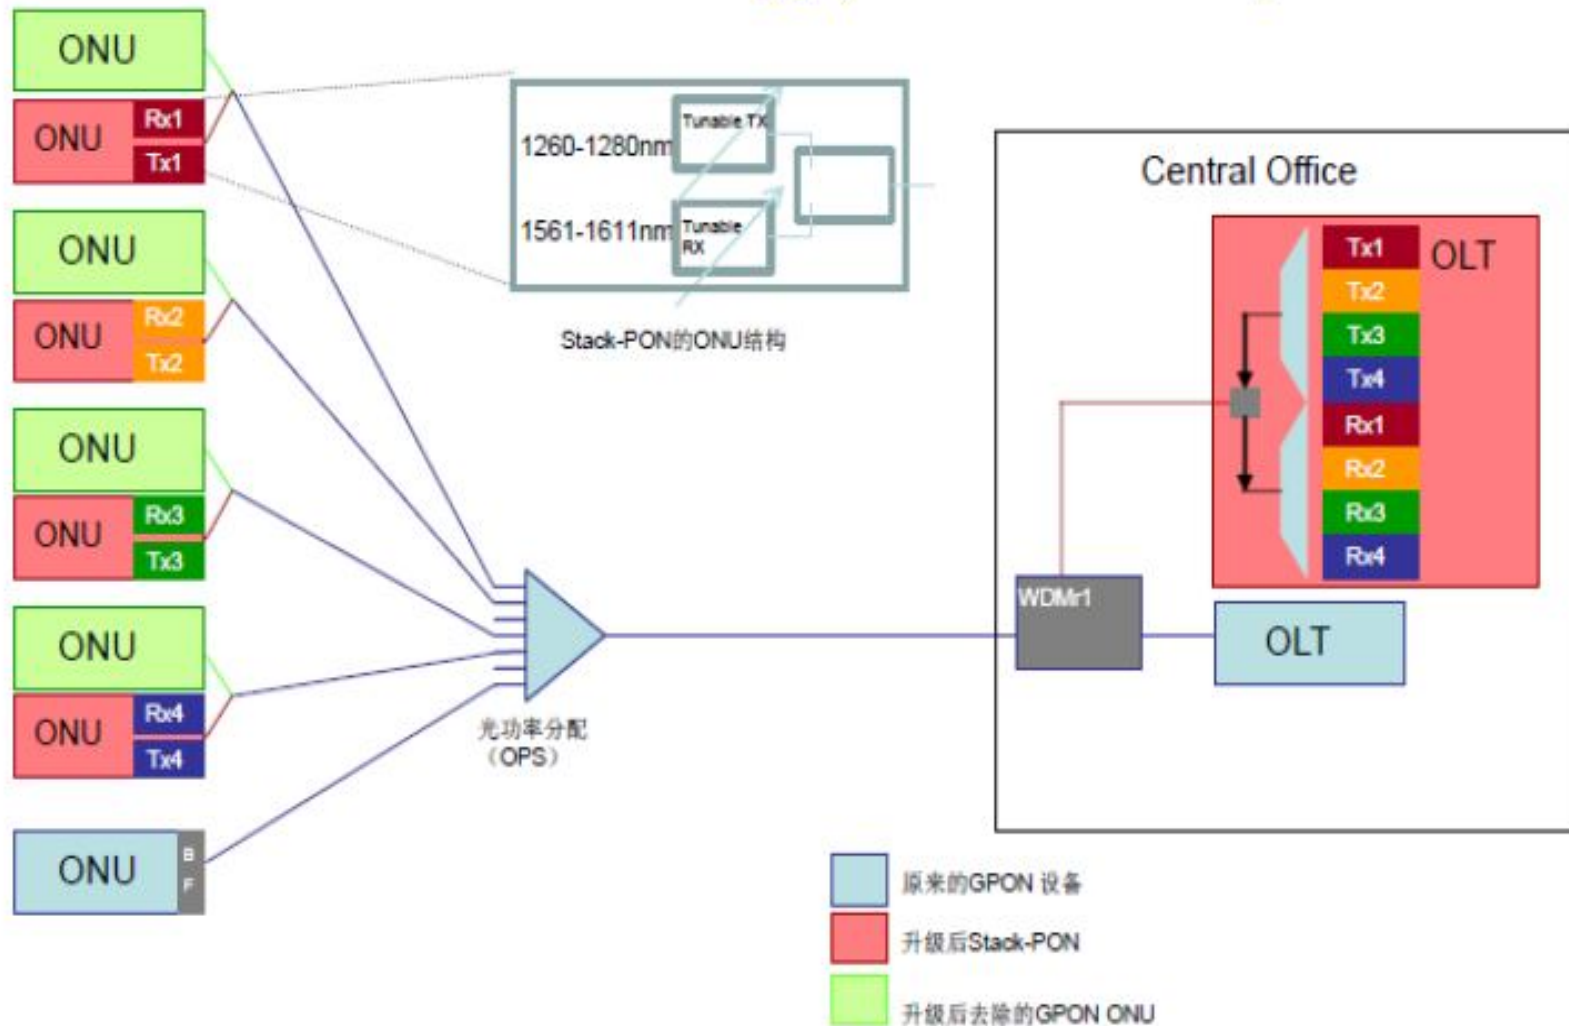 ONU
ONU
Rx1
Tx1
ONU
ONU
Rx2
Tx2
ONU
ONU
Rx3
Tx3
ONU
ONU
Rx4
Tx4
ONU
B
F
1260-1280nm
Tunable TX
1561-1611nm
Tunable
RX
Stack-PON的ONU结构
光功率分配
（OPS）
Central Office
Tx1
Tx2
Tx3
Tx4
Rx1
Rx2
Rx3
Rx4
OLT
WDMr1
OLT
原来的GPON 设备
升级后Stack-PON
升级后去除的GPON ONU